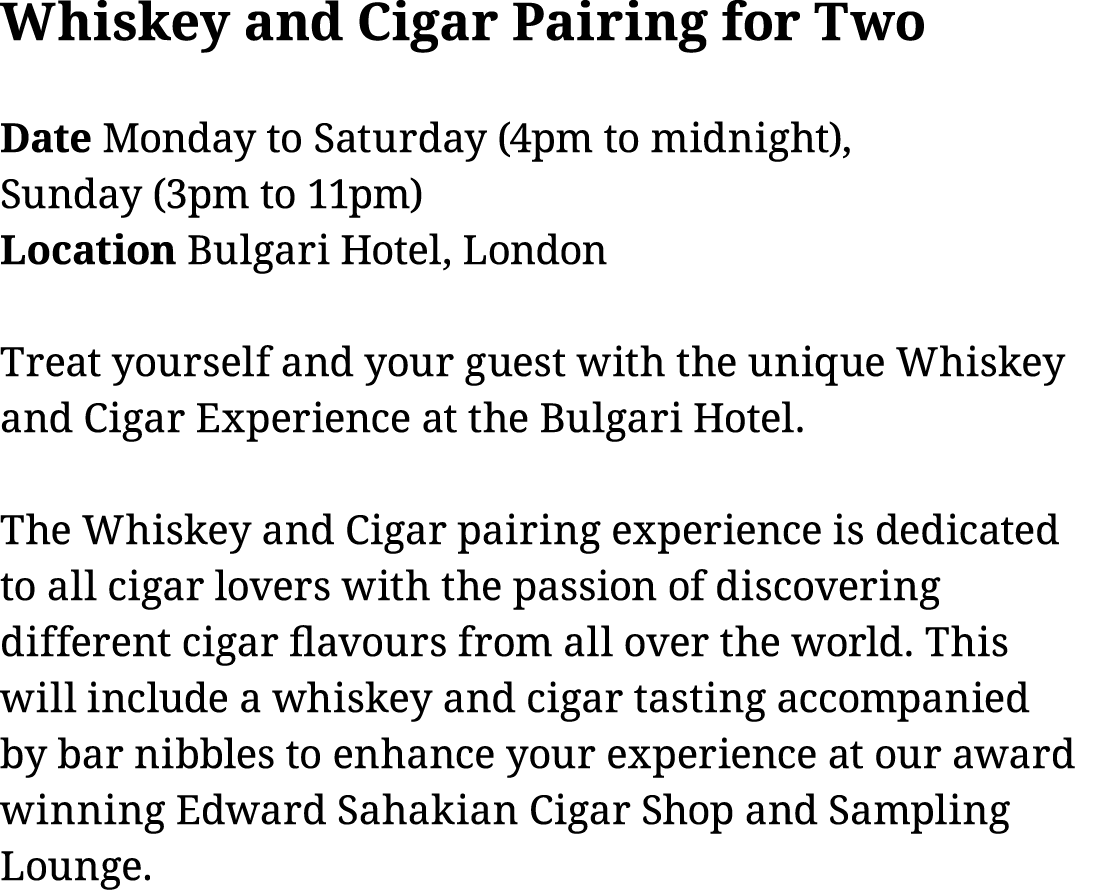 Whiskey and Cigar Pairing for Two
Date Monday to Saturday (4pm to midnight),
Sunday (3pm to 11pm)
Location Bulgari Hotel, London
Treat yourself and your guest with the unique Whiskey
and Cigar Experience at the Bulgari Hotel.
The Whiskey and Cigar pairing experience is dedicated
to all cigar lovers with the passion of discovering
different cigar flavours from all over the world. This
will include a whiskey and cigar tasting accompanied
by bar nibbles to enhance your experience at our award
winning Edward Sahakian Cigar Shop and Sampling
Lounge.